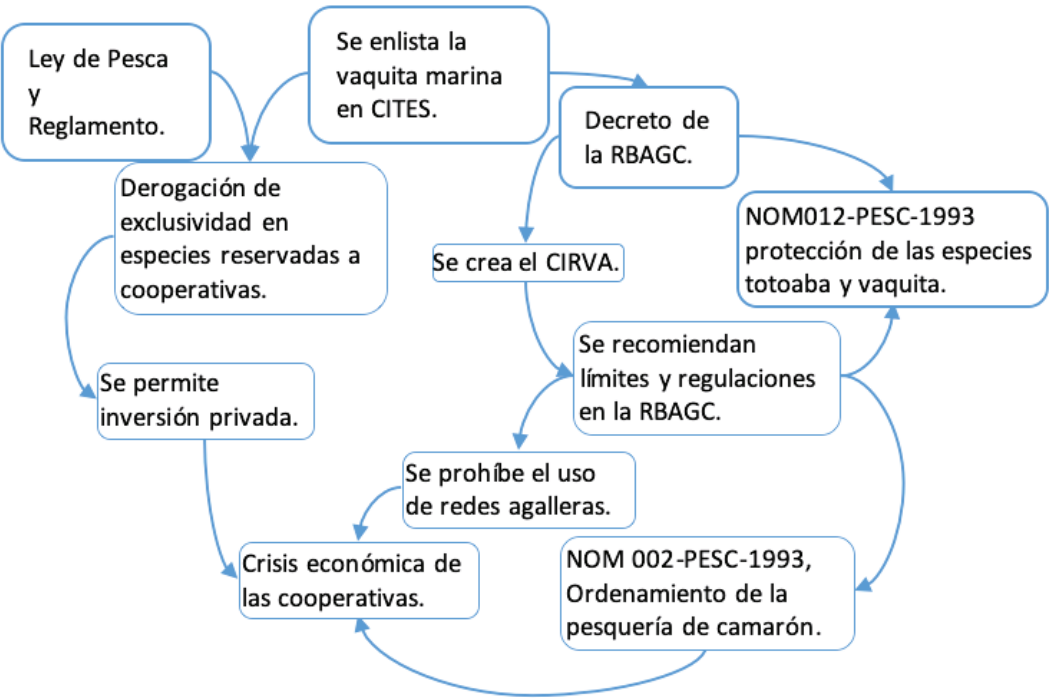 Ley de Pesca
y
Reglamento.
Se enlista la
vaquita marina
en CITES.
Decreto de
la RBAGC.
Derogación de
exclusividad en
especies reservadas a
cooperativas.
NOM012-PESC-1993
protección de las especies
totoaba y vaquita.
Se crea el CIRVA.
Se recomiendan
límites y regulaciones
en la RBAGC.
Se permite
inversión privada.
Se prohíbe el uso
de redes agalleras.
Crisis económica de
las cooperativas.
NOM 002-PESC-1993,
Ordenamiento de la
pesquería de camarón.